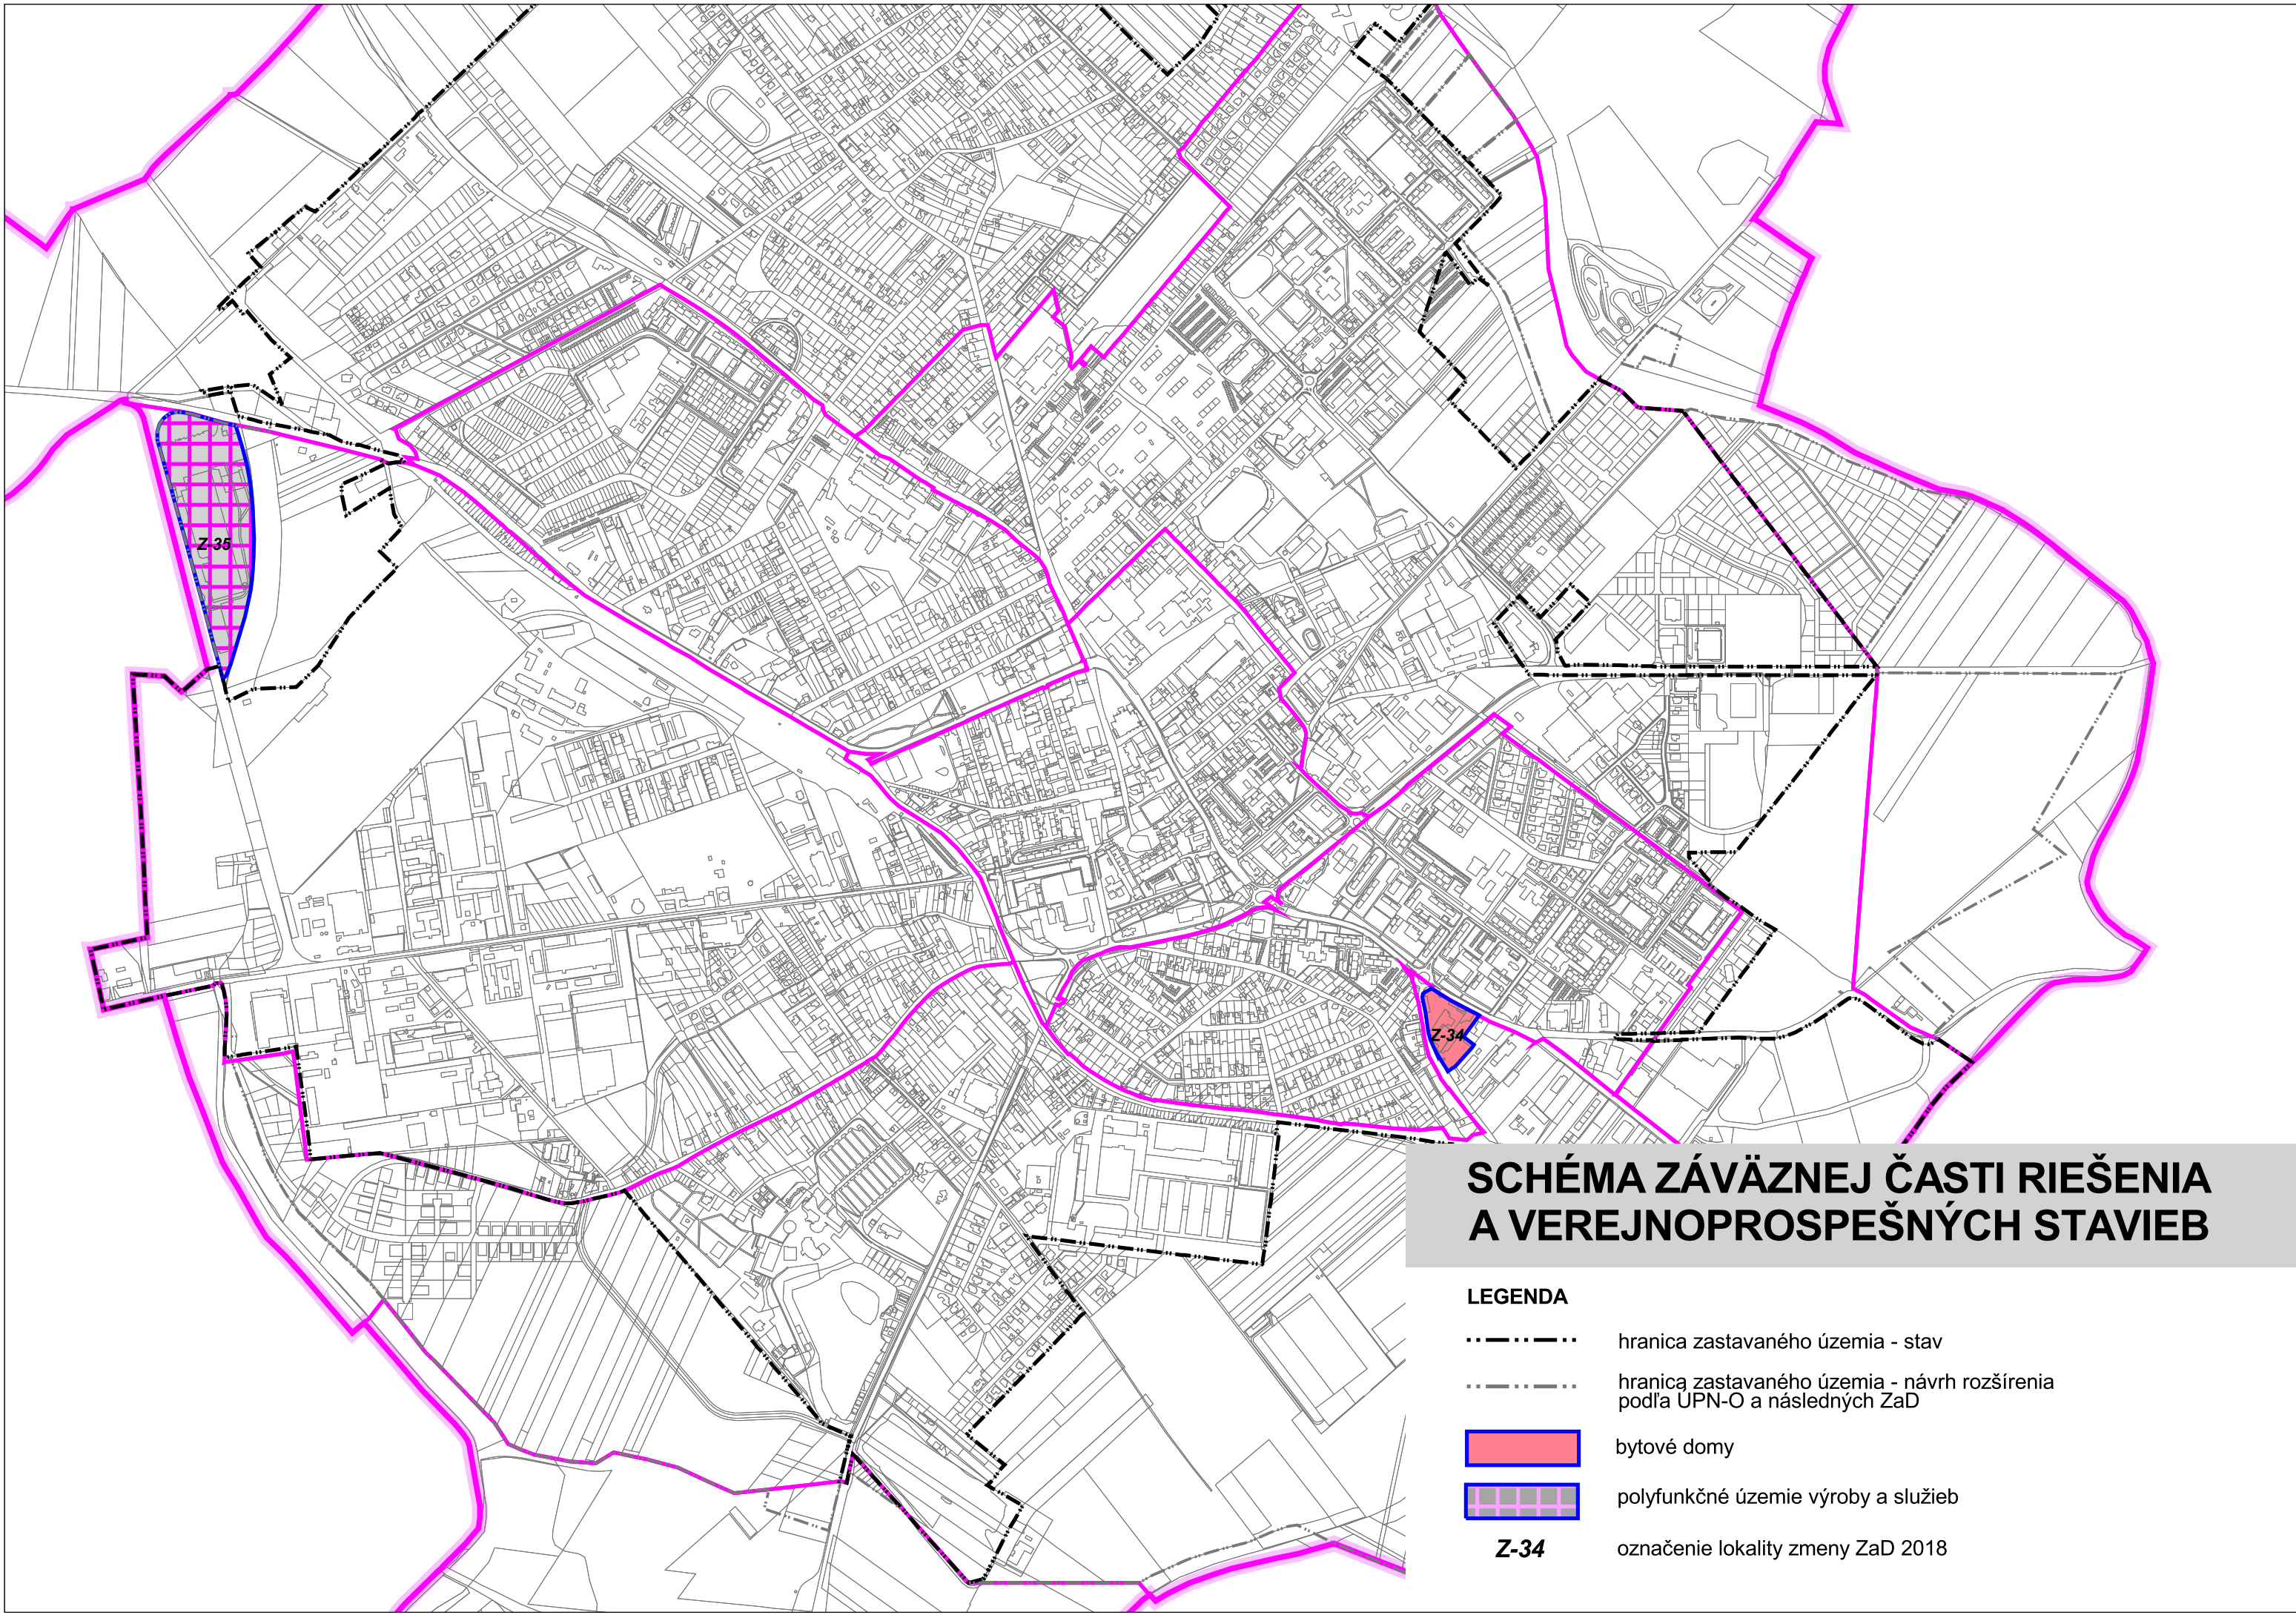 Z-35
Z-34
SCHÉMA ZÁVÄZNEJ ČASTI RIEŠENIA
A VEREJNOPROSPEŠNÝCH STAVIEB
LEGENDA
hranica zastavaného územia - stav
hranica zastavaného územia - návrh rozšírenia
podľa ÚPN-O a následných ZaD
bytové domy
polyfunkčné územie výroby a služieb
Z-34
označenie lokality zmeny ZaD 2018